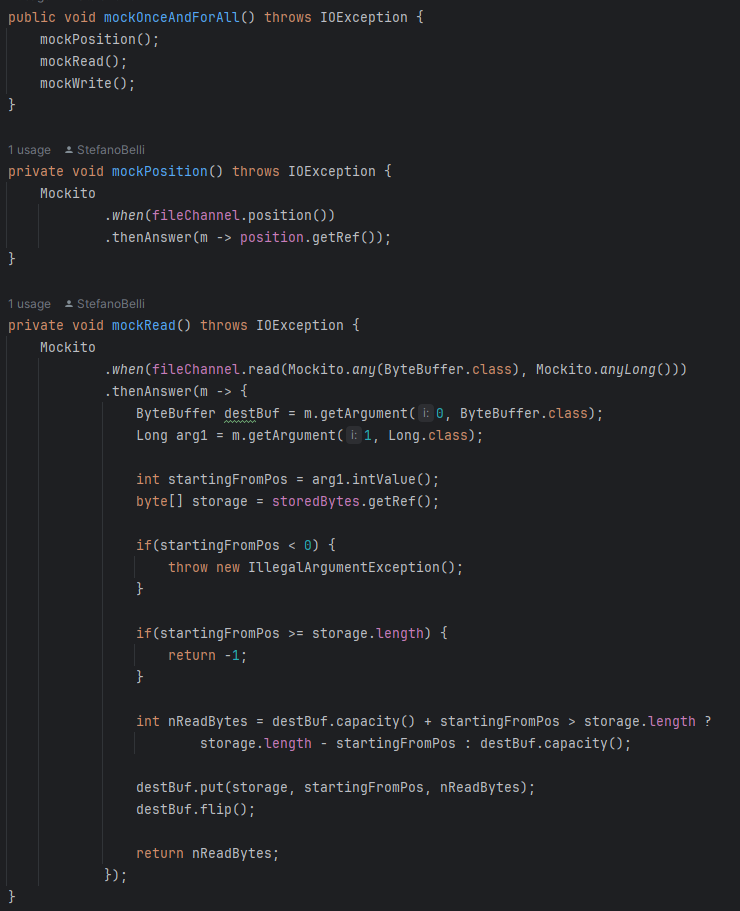 public void mockOnceAndForAll() throws IOException {
    mockPosition();
    mockRead();
    mockWrite();
}
1 usage StefanoBelli
private void mockPosition() throws IOException {
    Mockito
            .when(fileChannel.position())
            .thenAnswer(m -> position.getRef());
}
1 usage StefanoBelli
private void mockRead() throws IOException {
    Mockito
            .when(fileChannel.read(Mockito.any(ByteBuffer.class), Mockito.anyLong()))
            .thenAnswer(m -> {
                ByteBuffer destBuf = m.getArgument( i: 0, ByteBuffer.class);
                Long arg1 = m.getArgument( i: 1, Long.class);
                int startingFromPos = arg1.intValue();
                byte[] storage = storedBytes.getRef();
                if(startingFromPos < 0) {
                    throw new IllegalArgumentException();
                }
                if(startingFromPos >= storage.length) {
                    return -1;
                }
                int nReadBytes = destBuf.capacity() + startingFromPos > storage.length ?
                        storage.length - startingFromPos : destBuf.capacity();
                destBuf.put(storage, startingFromPos, nReadBytes);
                destBuf.flip();
                return nReadBytes;
            });
}